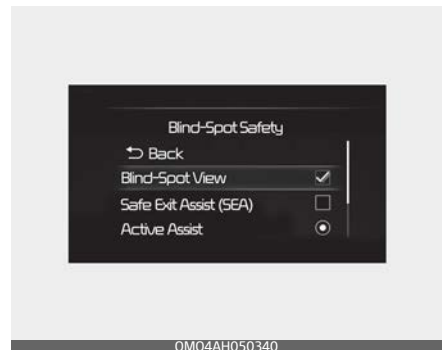 Blind-Spot Safety
Back
Blind-Spot View
Safe Exit Assist (SEA)
Active Assist
OMO4AH050340